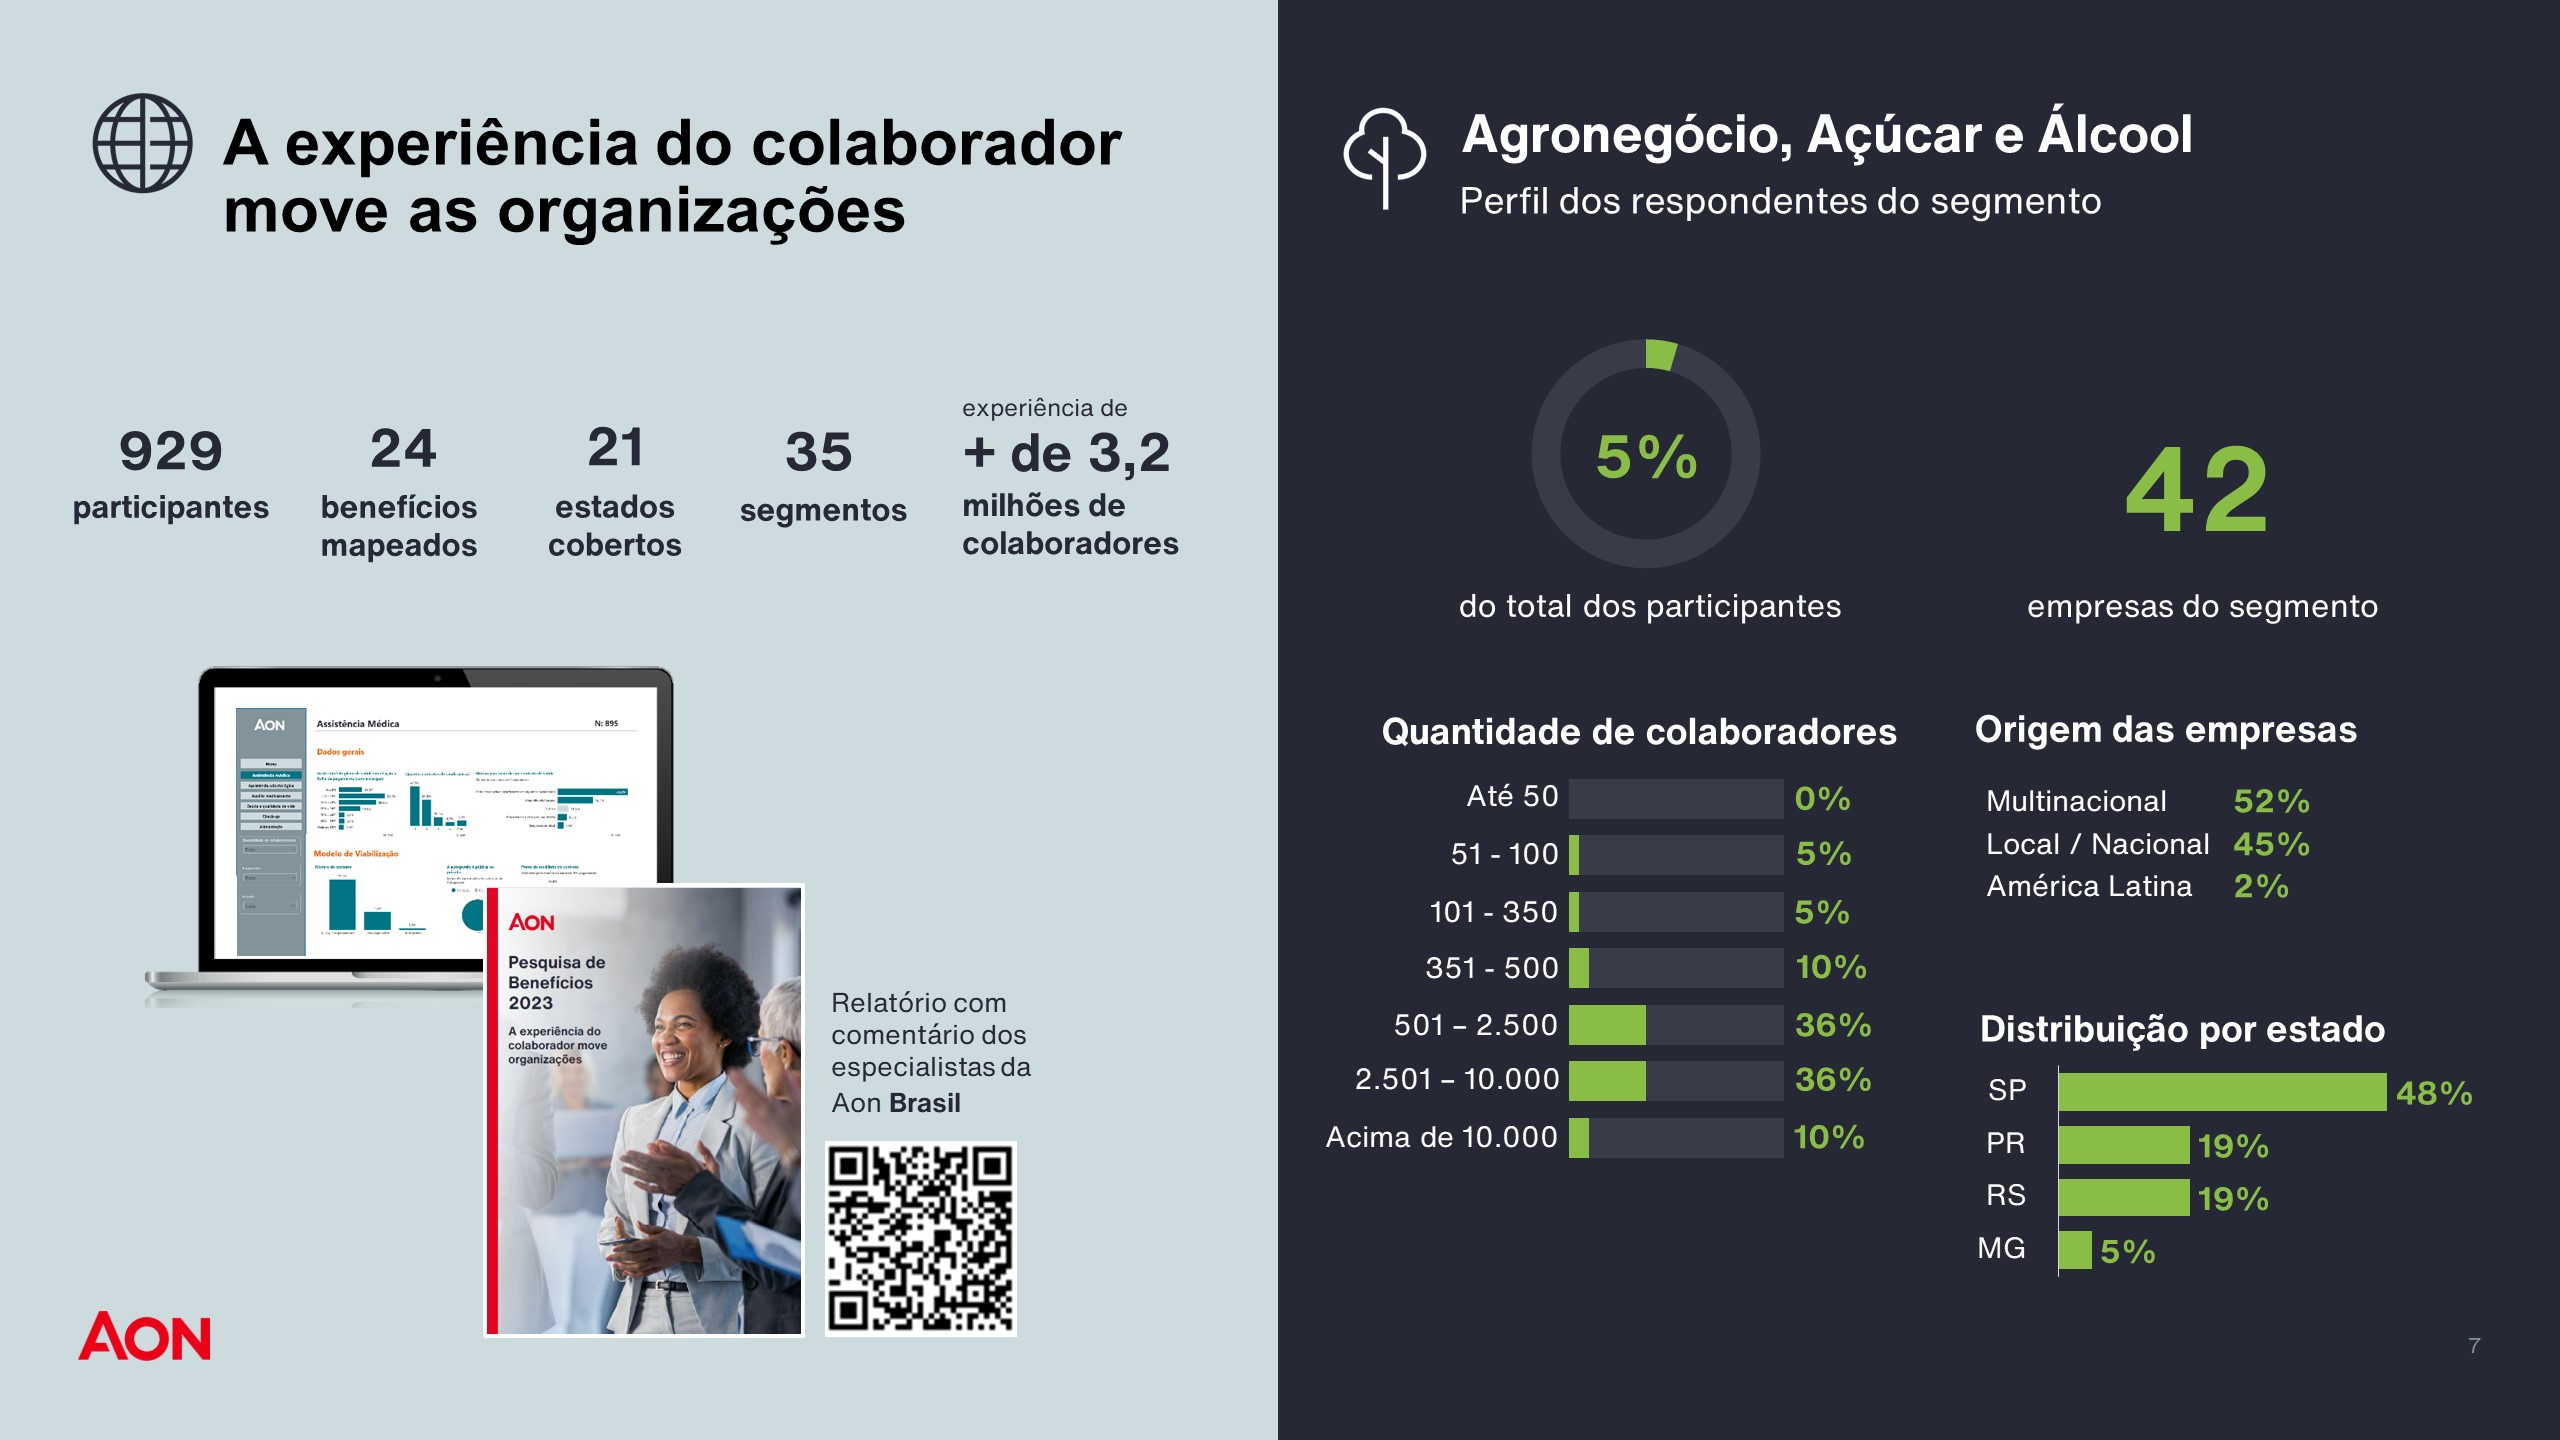 A experiência do colaborador
move as organizações
929
participantes
24
benefícios
mapeados
21
estados
cobertos
35
segmentos
experiência de
+ de 3,2
milhões de
colaboradores
AON
Assistência Médica
N: 895
Dados gerais
Modelo de Viabilização
AON
Pesquisa de
Benefícios
2023
A experiência do
colaborador move
organizações
Relatório com
comentário dos
especialistas da
Aon Brasil
AON
Agronegócio, Açúcar e Álcool
Perfil dos respondentes do segmento
5%
do total dos participantes
42
empresas do segmento
Quantidade de colaboradores
Até 50 0%
51 - 100 5%
101 - 350 5%
351 - 500 10%
501 – 2.500 36%
2.501 – 10.000 36%
Acima de 10.000 10%
Origem das empresas
Multinacional 52%
Local / Nacional 45%
América Latina 2%
Distribuição por estado
SP 48%
PR 19%
RS 19%
MG 5%
7